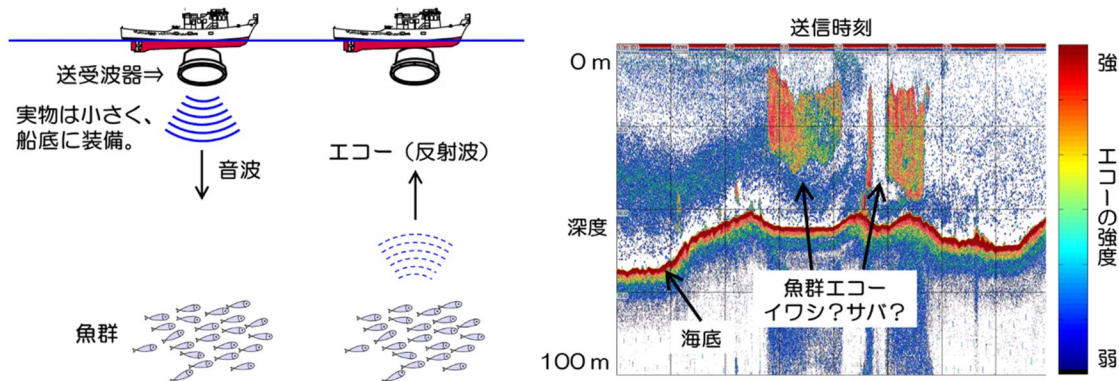 送受波器⇒
実物は小さく、
船底に装備。
音波
エコー（反射波）
魚群
送信時刻
0 m
深度
100 m
魚群エコー
イワシ？サバ？
海底
強
エコーの強度
弱